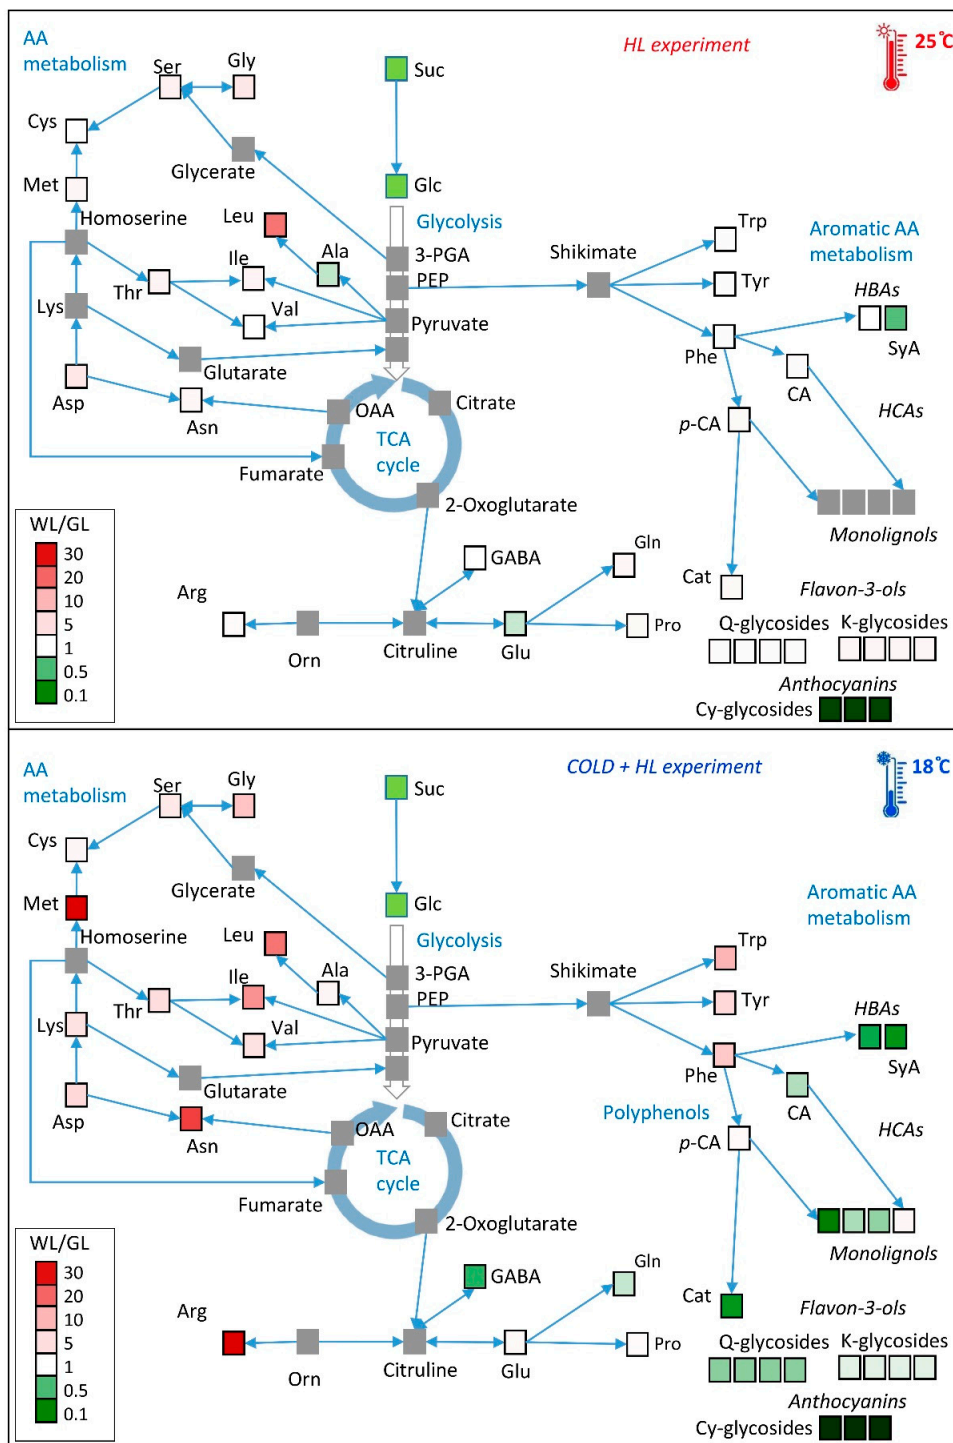 AA
metabolism
HL experiment
25°C
Ser
Gly
Suc
Cys
Glycerate
Met
Glc
Homoserine
Leu
Glycolysis
Trp
Aromatic AA
metabolism
Ile
Ala
3-PGA
Shikimate
PEP
Thr
Tyr
HBAs
Lys
Val
Pyruvate
Phe
SyA
Glutarate
CA
Asp
Asn
OAA
Citrate
p-CA
HCAs
TCA
cycle
Fumarate
2-Oxoglutarate
Monolignols
WL/GL
30
20
10
5
1
0.5
0.1
GABA
Gln
Arg
Cat
Flavon-3-ols
Orn
Citruline
Glu
Pro
Q-glycosides
K-glycosides
Anthocyanins
Cy-glycosides
AA
metabolism
COLD + HL experiment
18°C
Ser
Gly
Suc
Cys
Glycerate
Met
Glc
Aromatic AA
metabolism
Homoserine
Leu
Glycolysis
Trp
Ile
Ala
3-PGA
Shikimate
PEP
Thr
Tyr
HBAs
Lys
Val
Pyruvate
Phe
SyA
Glutarate
CA
Asp
Asn
OAA
Citrate
Polyphenols
p-CA
HCAs
TCA
cycle
Fumarate
2-Oxoglutarate
Monolignols
WL/GL
30
20
10
5
1
0.5
0.1
GABA
Gln
Arg
Cat
Flavon-3-ols
Orn
Citruline
Glu
Pro
Q-glycosides
K-glycosides
Anthocyanins
Cy-glycosides